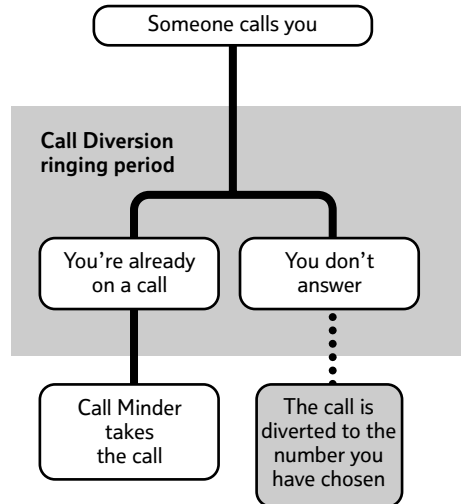 Someone calls you
Call Diversion
ringing period
You’re already
on a call
You don’t
answer
Call Minder
takes
the call
The call is
diverted to the
number you
have chosen